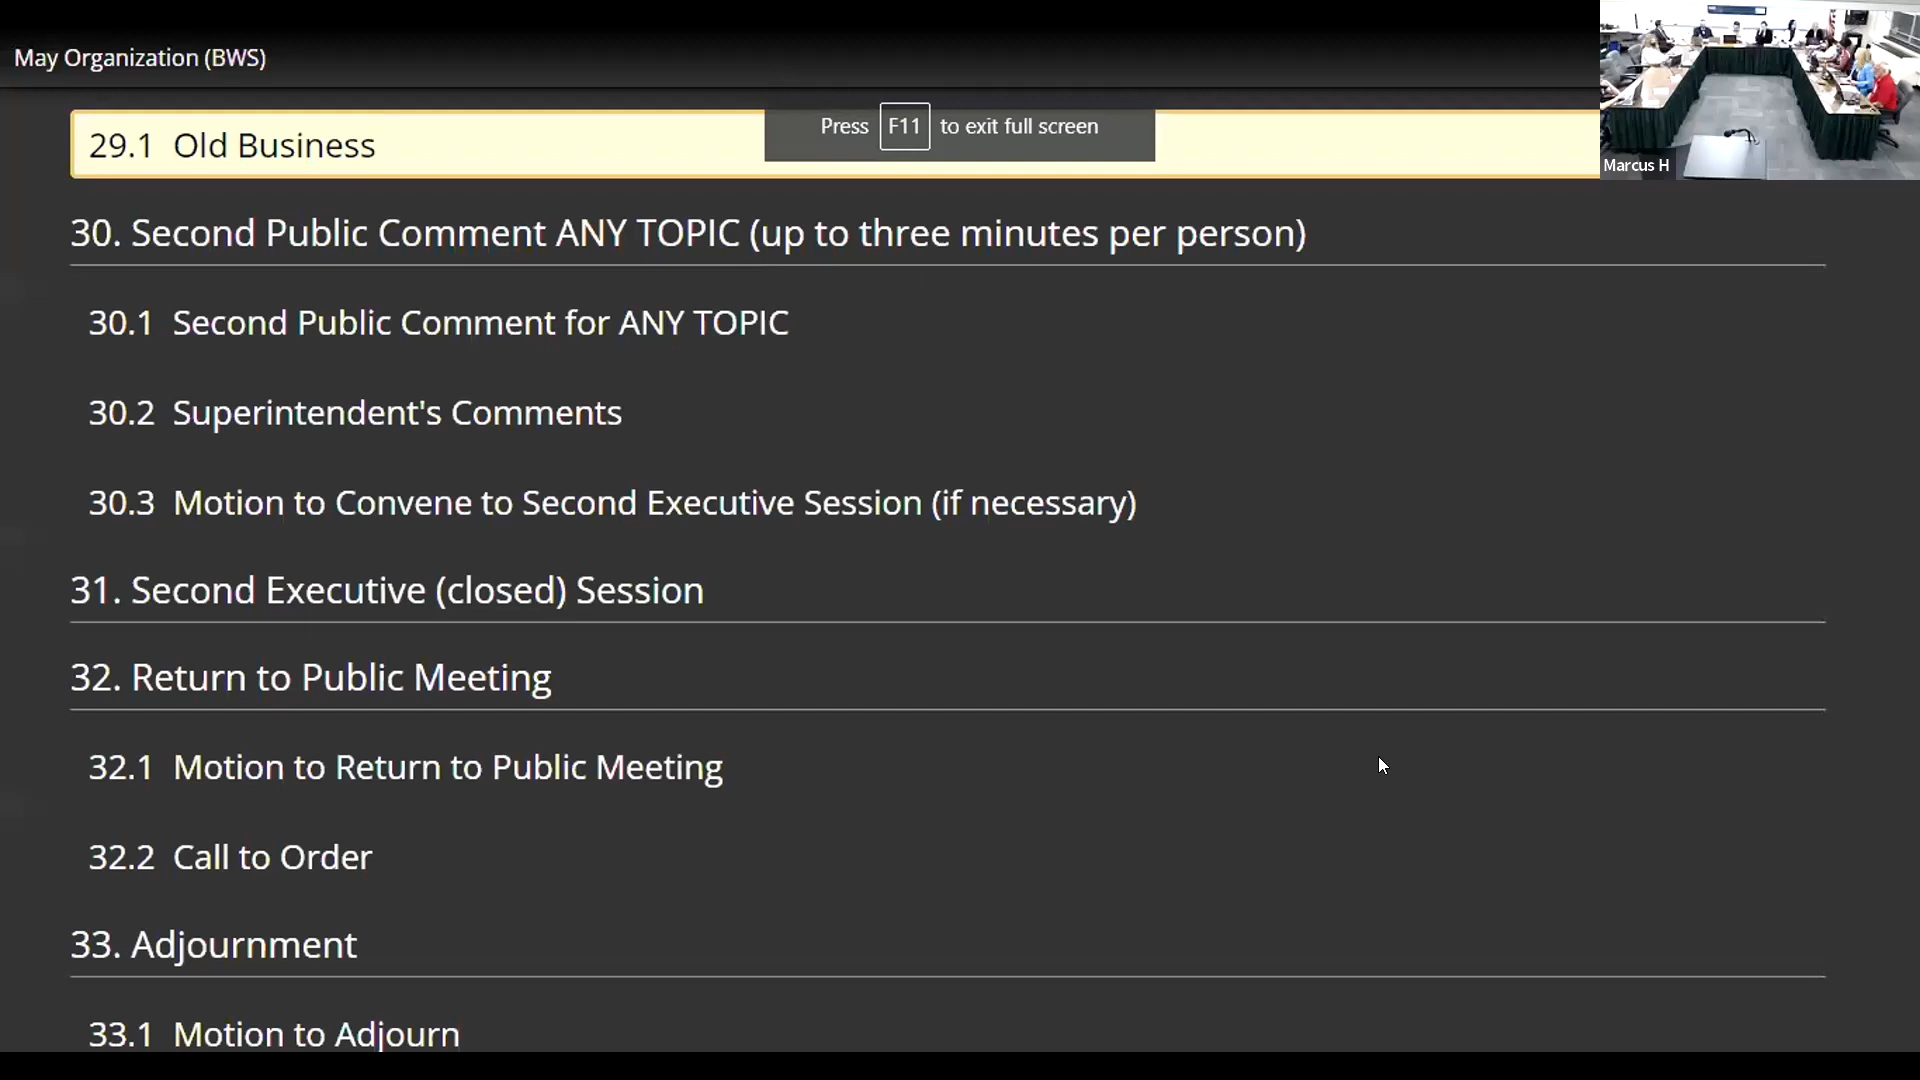 May Organization (BWS)
29.1 Old Business
Press F11 to exit full screen
Marcus H
30. Second Public Comment ANY TOPIC (up to three minutes per person)
30.1 Second Public Comment for ANY TOPIC
30.2 Superintendent's Comments
30.3 Motion to Convene to Second Executive Session (if necessary)
31. Second Executive (closed) Session
32. Return to Public Meeting
32.1 Motion to Return to Public Meeting
32.2 Call to Order
33. Adjournment
33.1 Motion to Adjourn